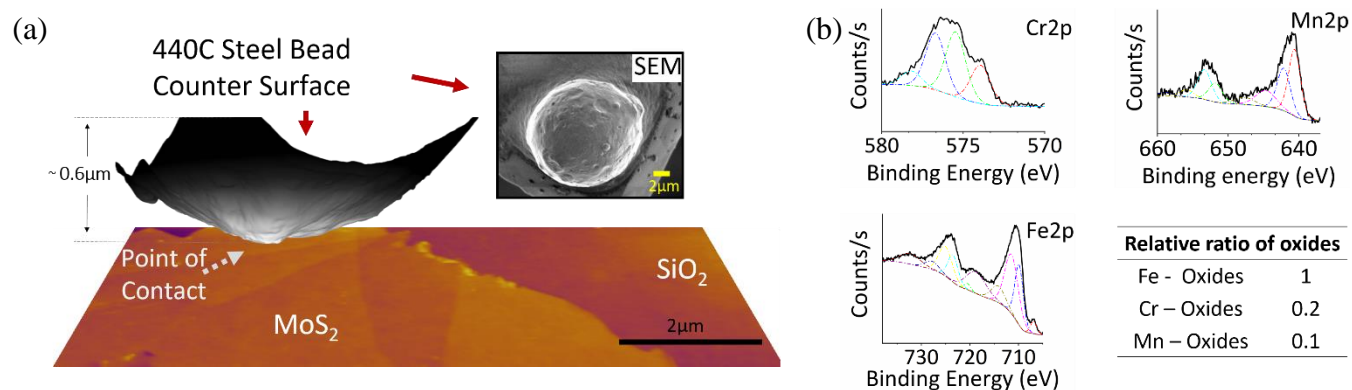 (a)
440C Steel Bead
Counter Surface
SEM
2μm
~ 0.6μm
Point of
Contact
MoS2
SiO2
2μm
(b)
Cr2p
Counts/s
580 575 570
Binding Energy (eV)
Mn2p
Counts/s
660 650 640
Binding energy (eV)
Fe2p
Counts/s
730 720 710
Binding Energy (eV)
Relative ratio of oxides
Fe - Oxides 1
Cr – Oxides 0.2
Mn – Oxides 0.1